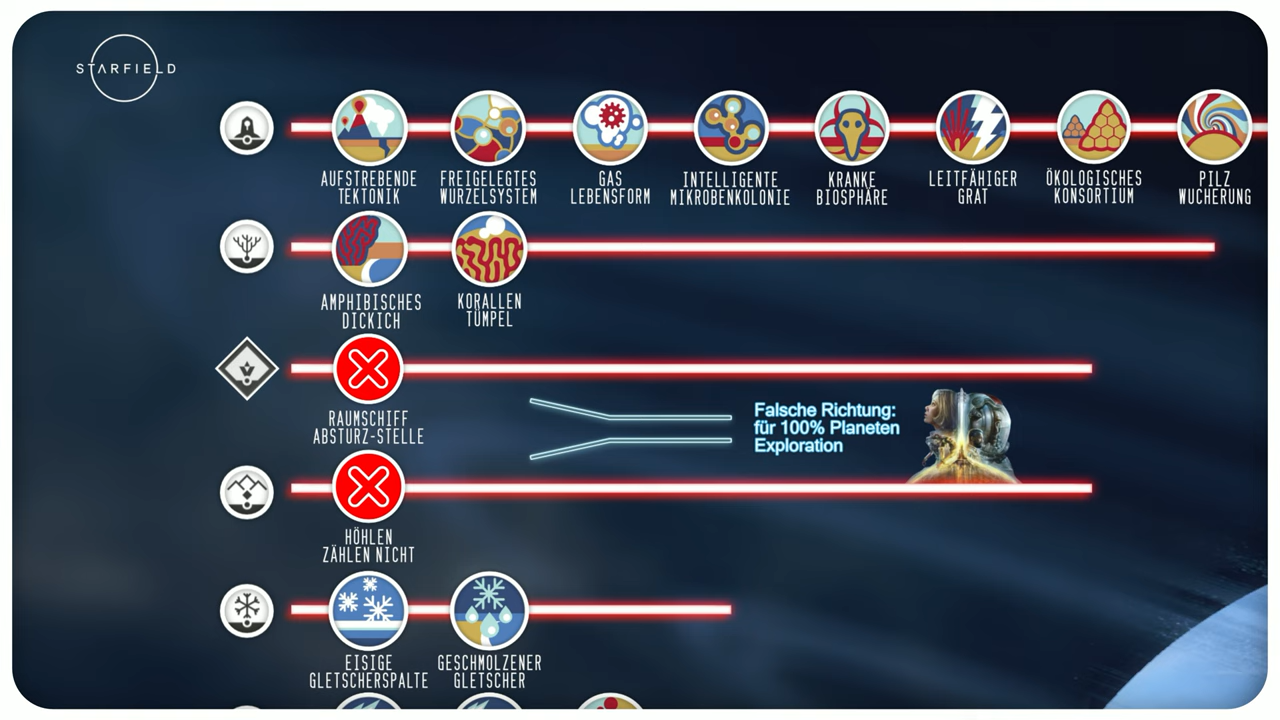 STARFIELD
AUFSTREBENDE
TEKTONIK
FREIGELEGTES
WURZELSYSTEM
GAS
LEBENSFORM
INTELLIGENTE
MIKROBENKOLONIE
KRANKE
BIOSPHÄRE
LEITFÄHIGER
GRAT
ÖKOLOGISCHES
KONSORTIUM
PILZ
WUCHERUNG
AMPHIBISCHES
DICKICH
KORALLEN
TÜMPEL
RAUMSCHIFF
ABSTURZ-STELLE
Falsche Richtung:
für 100% Planeten
Exploration
HÖHLEN
ZÄHLEN NICHT
EISIGE
GLETSCHERSPALTE
GESCHMOLZENER
GLETSCHER